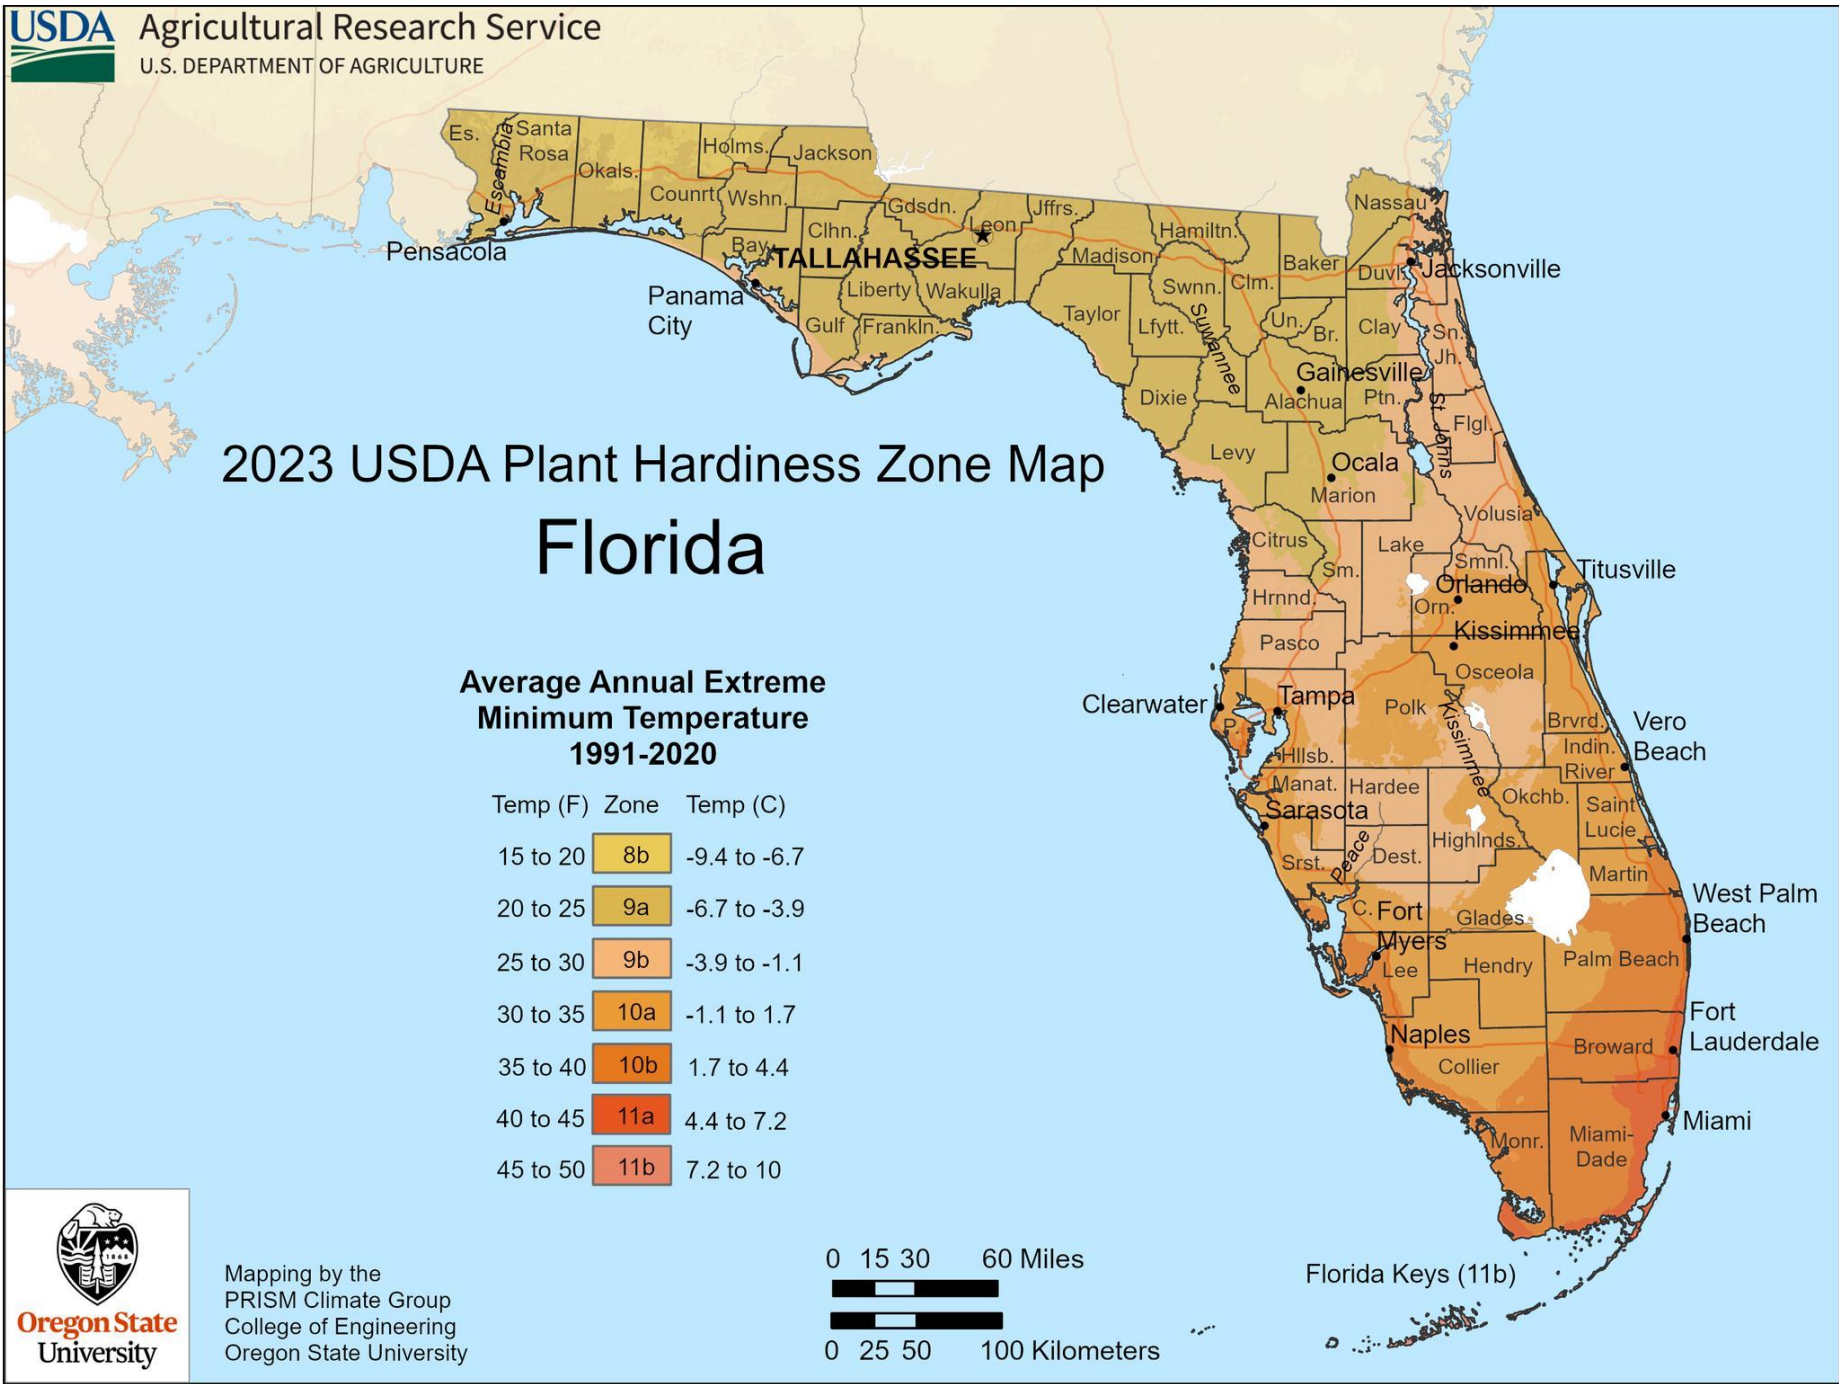 USDA
Agricultural Research Service
U.S. DEPARTMENT OF AGRICULTURE
Es.
Escambia
Santa
Rosa
Okals.
Holms.
Jackson
Counrt
Wshn.
Gdsdn.
Leon
Jffrs.
Hamiltn.
Nassau
Bay
Clhn.
TALLAHASSEE
Madison
Baker
Duvl.
Jacksonville
Pensacola
Panama
City
Liberty
Wakulla
Swnn.
Clm.
Gulf
Frankln.
Taylor
Lfytt.
Suwannee
Un.
Br.
Clay
Sn.
Jh.
Gainesville
Dixie
Alachua
Ptn.
St Johns
Flgl.
Levy
Ocala
Marion
2023 USDA Plant Hardiness Zone Map
Florida
Volusia
Citrus
Lake
Sm.
Smnl.
Titusville
Orlando
Hrnnd.
Orn.
Kissimmee
Pasco
Osceola
Clearwater
Tampa
P.
Polk
Kissimmee
Brvrd.
Vero
Beach
Hllsb.
Indin.
River
Manat.
Hardee
Okchb.
Saint
Lucie
Sarasota
Highlnds.
Srst.
Peace
Dest.
Martin
West Palm
Beach
C.
Fort
Myers
Glades
Lee
Hendry
Palm Beach
Fort
Lauderdale
Naples
Collier
Broward
Miami
Monr.
Miami-
Dade
Florida Keys (11b)
Average Annual Extreme
Minimum Temperature
1991-2020
Temp (F) Zone Temp (C)
15 to 20 8b -9.4 to -6.7
20 to 25 9a -6.7 to -3.9
25 to 30 9b -3.9 to -1.1
30 to 35 10a -1.1 to 1.7
35 to 40 10b 1.7 to 4.4
40 to 45 11a 4.4 to 7.2
45 to 50 11b 7.2 to 10
1868
Oregon State
University
Mapping by the
PRISM Climate Group
College of Engineering
Oregon State University
0 15 30 60 Miles
0 25 50 100 Kilometers